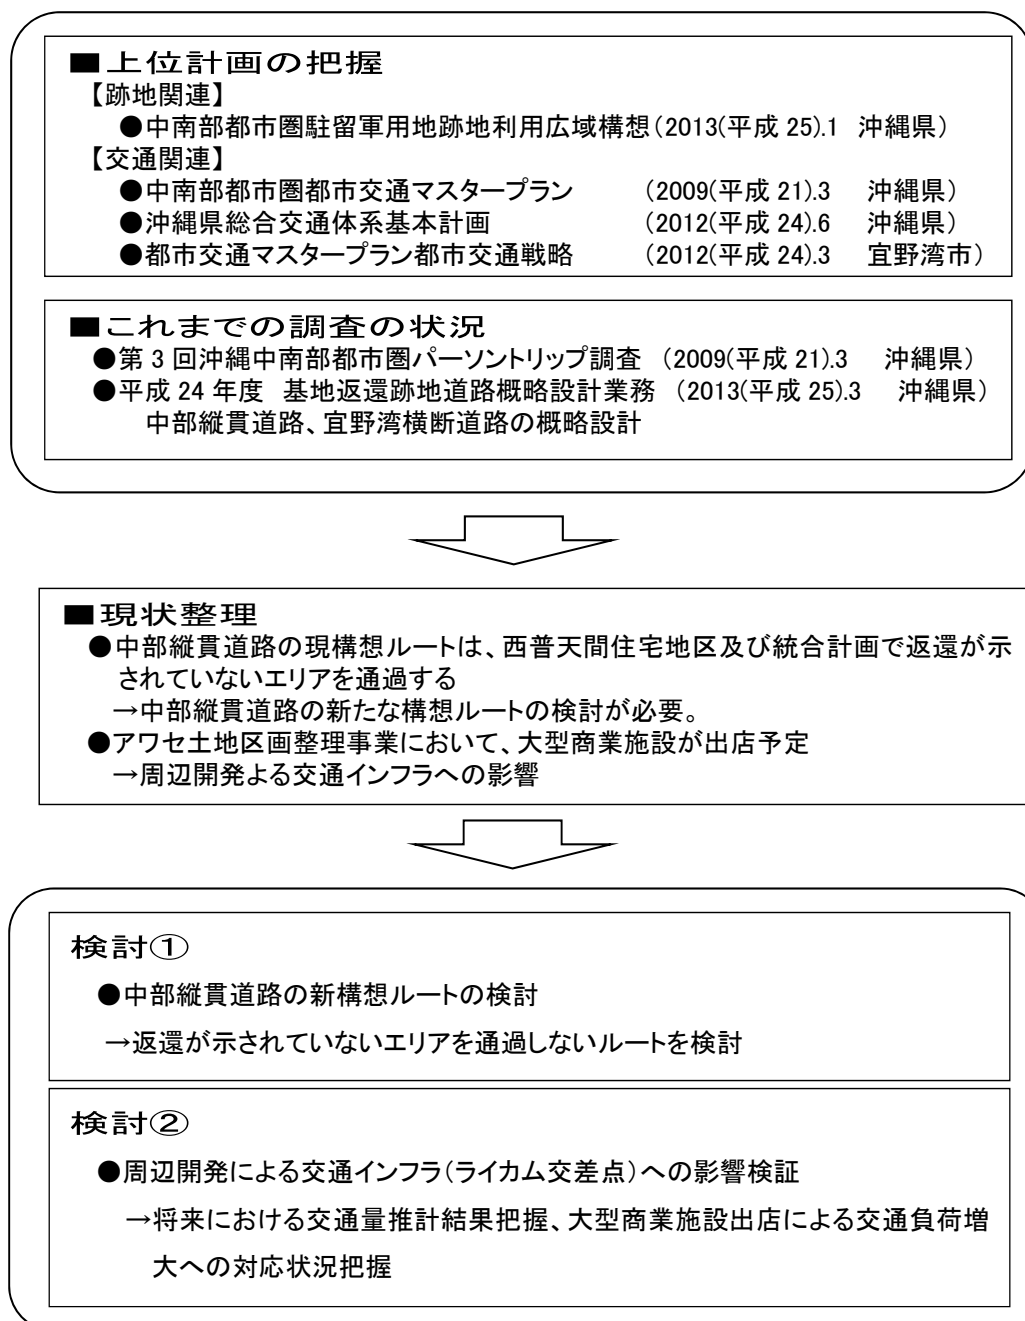 ■上位計画の把握
【跡地関連】
●中南部都市圏駐留軍用地跡地利用広域構想(2013(平成 25).1 沖縄県)
【交通関連】
●中南部都市圏都市交通マスタープラン (2009(平成 21).3 沖縄県)
●沖縄県総合交通体系基本計画 (2012(平成 24).6 沖縄県)
●都市交通マスタープラン都市交通戦略 (2012(平成 24).3 宜野湾市)
■これまでの調査の状況
●第 3 回沖縄中南部都市圏パーソントリップ調査 (2009(平成 21).3 沖縄県)
●平成 24 年度 基地返還跡地道路概略設計業務 (2013(平成 25).3 沖縄県)
中部縦貫道路、宜野湾横断道路の概略設計
■現状整理
●中部縦貫道路の現構想ルートは、西普天間住宅地区及び統合計画で返還が示
されていないエリアを通過する
→中部縦貫道路の新たな構想ルートの検討が必要。
●アワセ土地区画整理事業において、大型商業施設が出店予定
→周辺開発よる交通インフラへの影響
検討①
●中部縦貫道路の新構想ルートの検討
→返還が示されていないエリアを通過しないルートを検討
検討②
●周辺開発による交通インフラ(ライカム交差点)への影響検証
→将来における交通量推計結果把握、大型商業施設出店による交通負荷増
大への対応状況把握